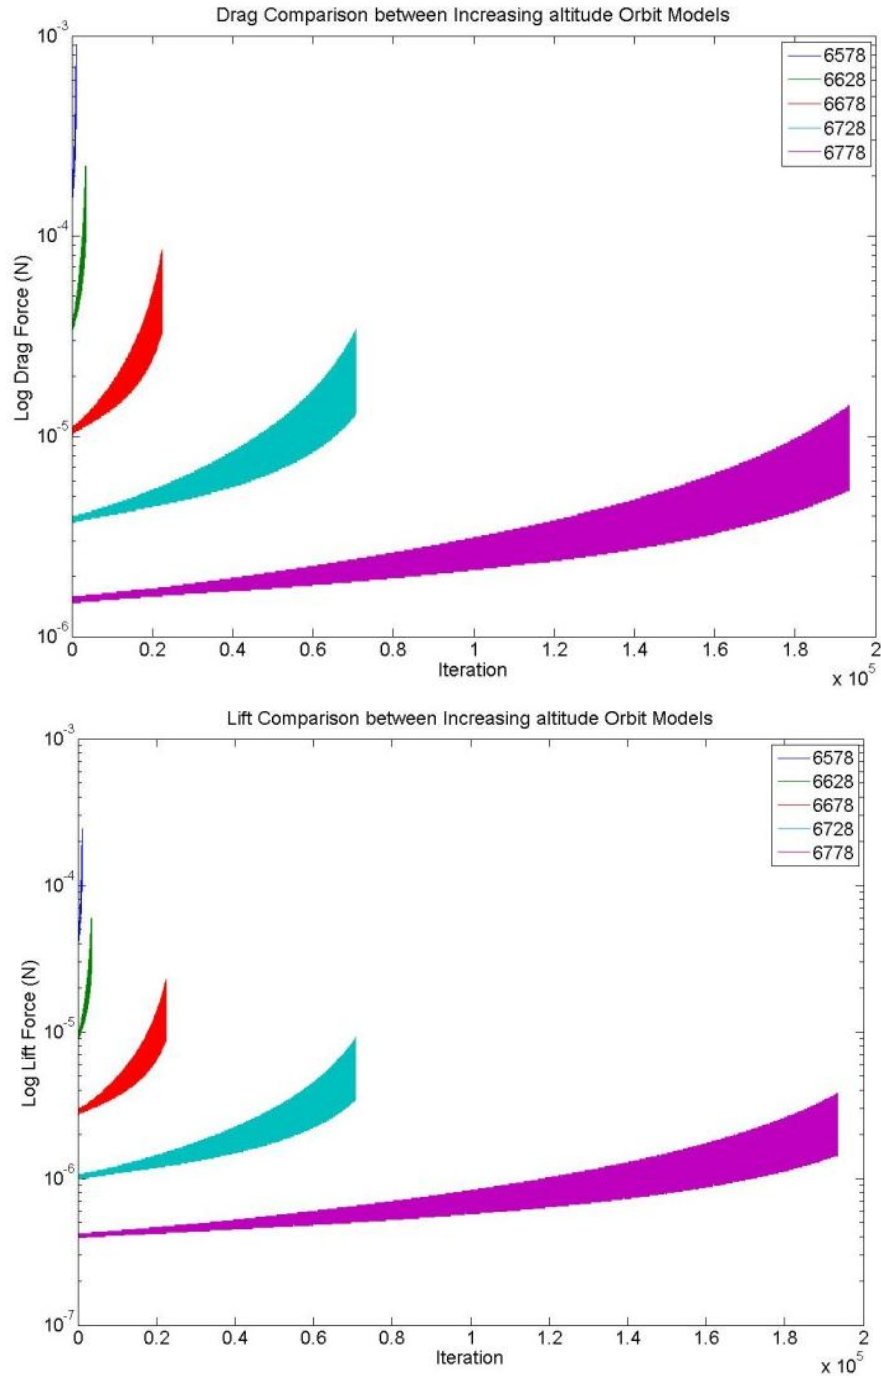 Drag Comparison between Increasing altitude Orbit Models
10^-3
6578
6628
6678
6728
6778
10^-4
Log Drag Force (N)
10^-5
10^-6
0 0.2 0.4 0.6 0.8 1 1.2 1.4 1.6 1.8 2
Iteration
x 10^5
Lift Comparison between Increasing altitude Orbit Models
10^-3
6578
6628
6678
6728
6778
10^-4
Log Lift Force (N)
10^-5
10^-6
10^-7
0 0.2 0.4 0.6 0.8 1 1.2 1.4 1.6 1.8 2
Iteration
x 10^5